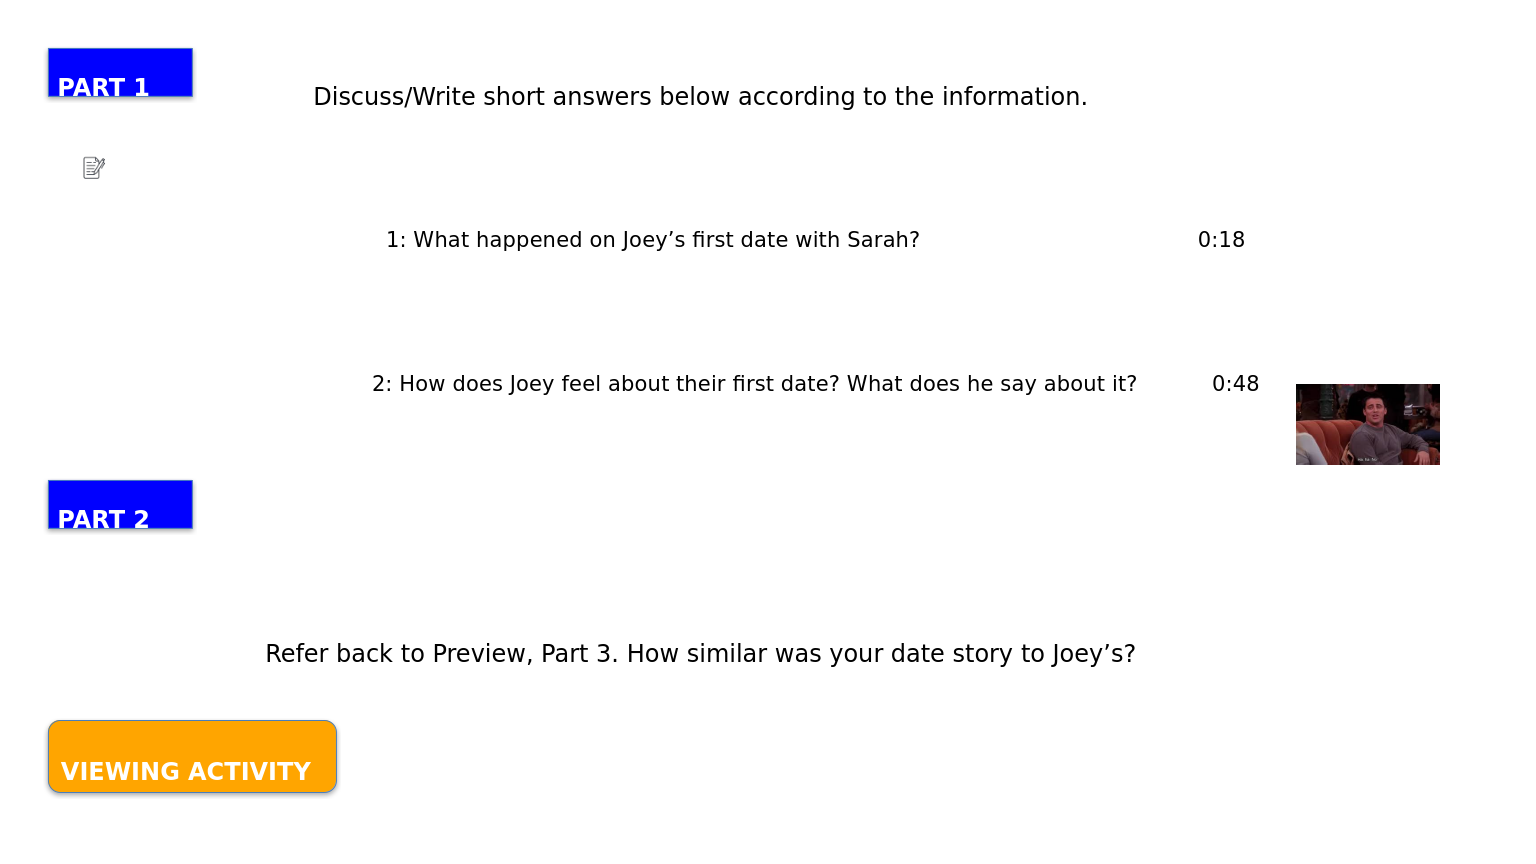 PART 1
Discuss/Write short answers below according to the information.
1: What happened on Joey’s first date with Sarah?
0:18
2: How does Joey feel about their first date? What does he say about it?
0:48
PART 2
Refer back to Preview, Part 3. How similar was your date story to Joey’s?
VIEWING ACTIVITY